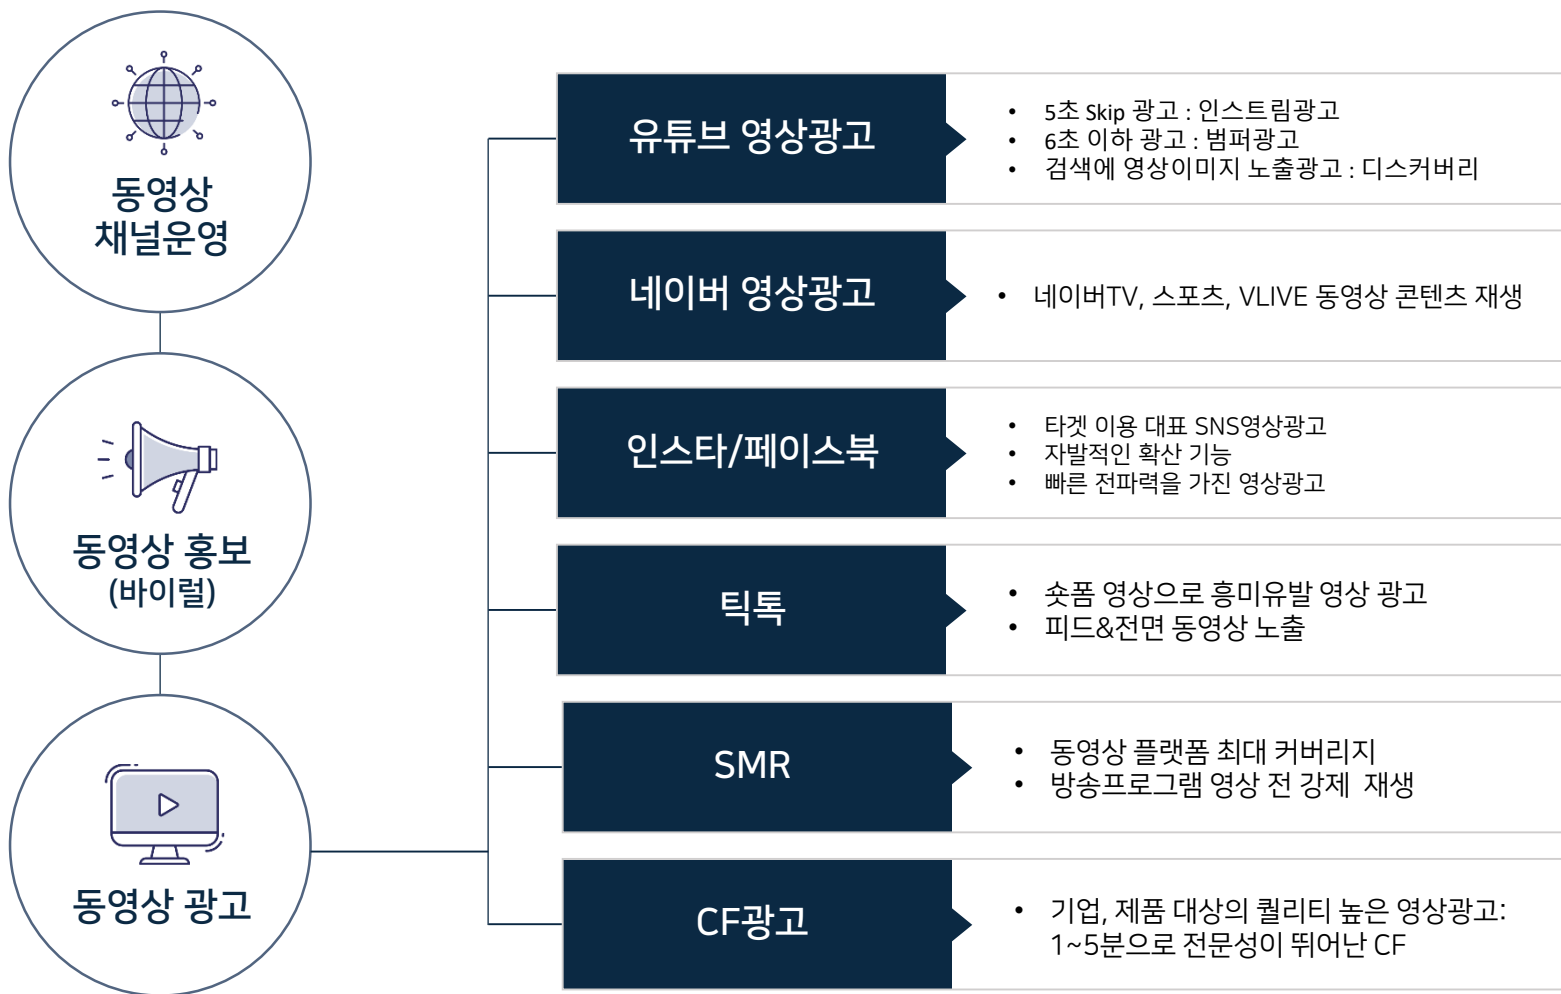 동영상
채널운영
동영상 홍보
(바이럴)
동영상 광고
유튜브 영상광고
• 5초 Skip 광고 : 인스트림광고
• 6초 이하 광고 : 범퍼광고
• 검색에 영상이미지 노출광고 : 디스커버리
네이버 영상광고
• 네이버TV, 스포츠, VLIVE 동영상 콘텐츠 재생
인스타/페이스북
• 타겟 이용 대표 SNS영상광고
• 자발적인 확산 기능
• 빠른 전파력을 가진 영상광고
틱톡
• 숏폼 영상으로 흥미유발 영상 광고
• 피드&전면 동영상 노출
SMR
• 동영상 플랫폼 최대 커버리지
• 방송프로그램 영상 전 강제  재생
CF광고
• 기업, 제품 대상의 퀄리티 높은 영상광고:
1~5분으로 전문성이 뛰어난 CF